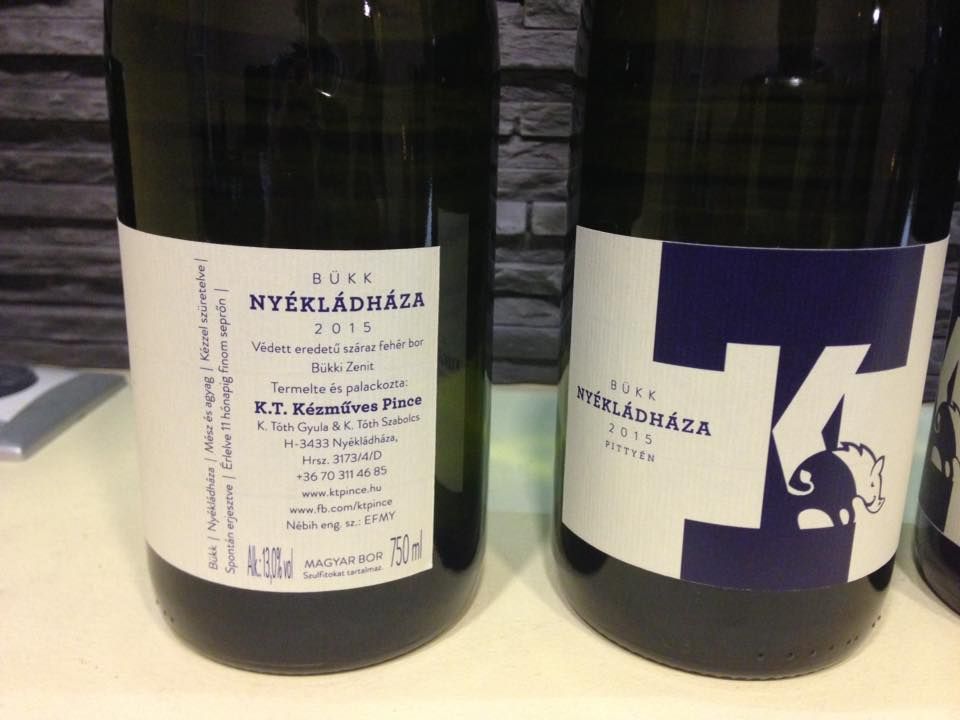 BÜKK
NYÉKLÁDHÁZA
2015
Védett eredetű száraz fehér bor
Bükki Zenit
Termelte és palackozta:
K.T. Kézműves Pince
K. Tóth Gyula & K. Tóth Szabolcs
H-3433 Nyékládháza,
Hrsz. 3173/4/D
+36 70 311 46 85
www.ktpince.hu
www.fb.com/ktpince
Nébih eng. sz.: EFMY
Alk.: 13,0% vol
MAGYAR BOR
Szulfitokat tartalmaz.
750 ml
Bükk | Nyékládháza | Mész és agyag | Kézzel szüretelve |
Spontán erjesztve | Érlelve 11 hónapig finom seprőn |
BÜKK
NYÉKLÁDHÁZA
2015
PITTYÉN